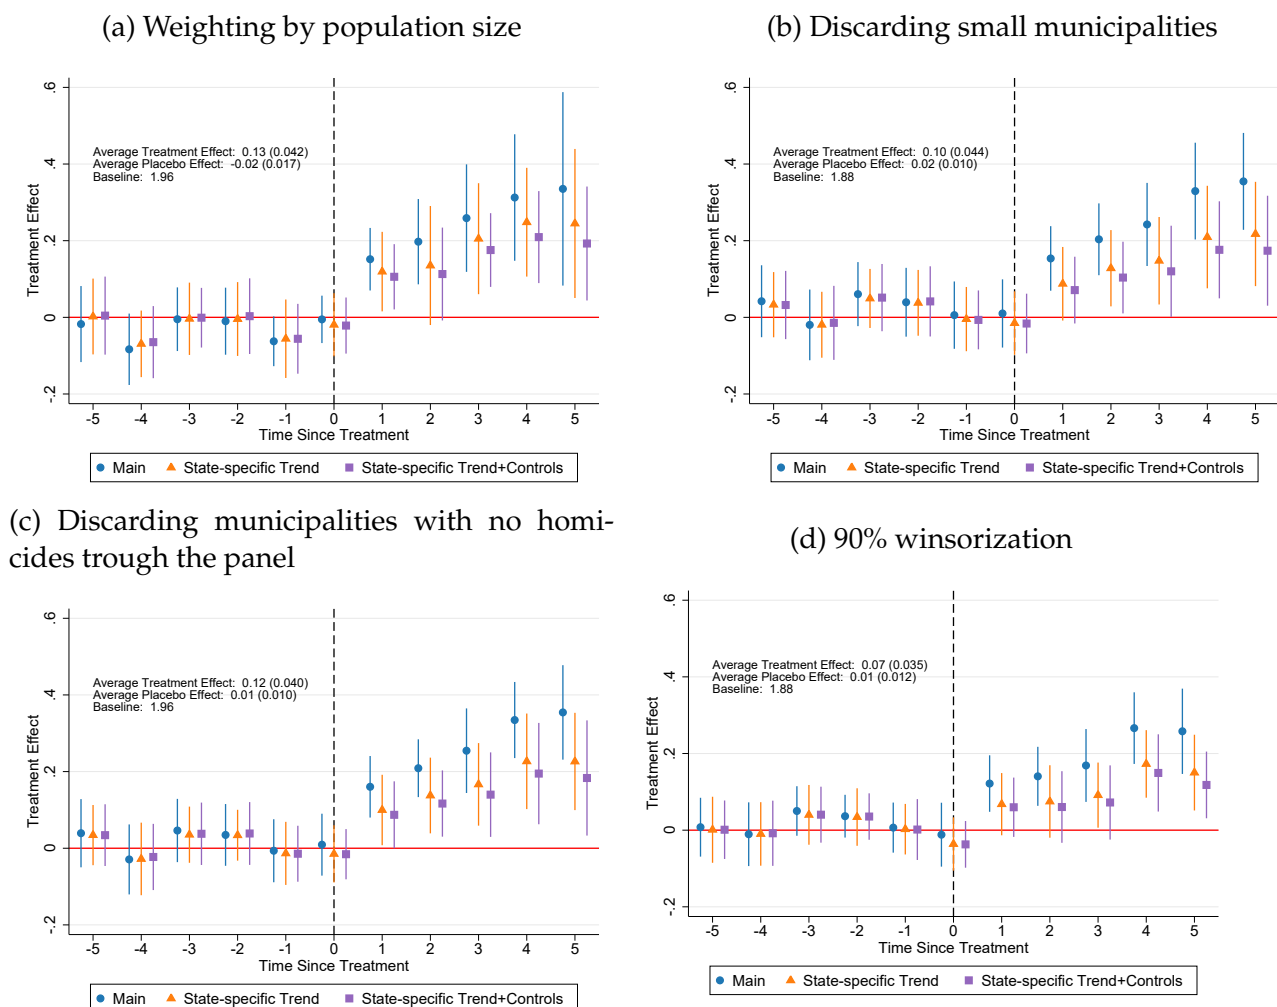 (a) Weighting by population size
.6
.4
.2
0
-.2
Treatment Effect
Average Treatment Effect: 0.13 (0.042)
Average Placebo Effect: -0.02 (0.017)
Baseline: 1.96
-5 -4 -3 -2 -1 0 1 2 3 4 5
Time Since Treatment
Main State-specific Trend State-specific Trend+Controls
(b) Discarding small municipalities
.6
.4
.2
0
-.2
Treatment Effect
Average Treatment Effect: 0.10 (0.044)
Average Placebo Effect: 0.02 (0.010)
Baseline: 1.88
-5 -4 -3 -2 -1 0 1 2 3 4 5
Time Since Treatment
Main State-specific Trend State-specific Trend+Controls
(c) Discarding municipalities with no homi-
cides trough the panel
.6
.4
.2
0
-.2
Treatment Effect
Average Treatment Effect: 0.12 (0.040)
Average Placebo Effect: 0.01 (0.010)
Baseline: 1.96
-5 -4 -3 -2 -1 0 1 2 3 4 5
Time Since Treatment
Main State-specific Trend State-specific Trend+Controls
(d) 90% winsorization
.6
.4
.2
0
-.2
Treatment Effect
Average Treatment Effect: 0.07 (0.035)
Average Placebo Effect: 0.01 (0.012)
Baseline: 1.88
-5 -4 -3 -2 -1 0 1 2 3 4 5
Time Since Treatment
Main State-specific Trend State-specific Trend+Controls